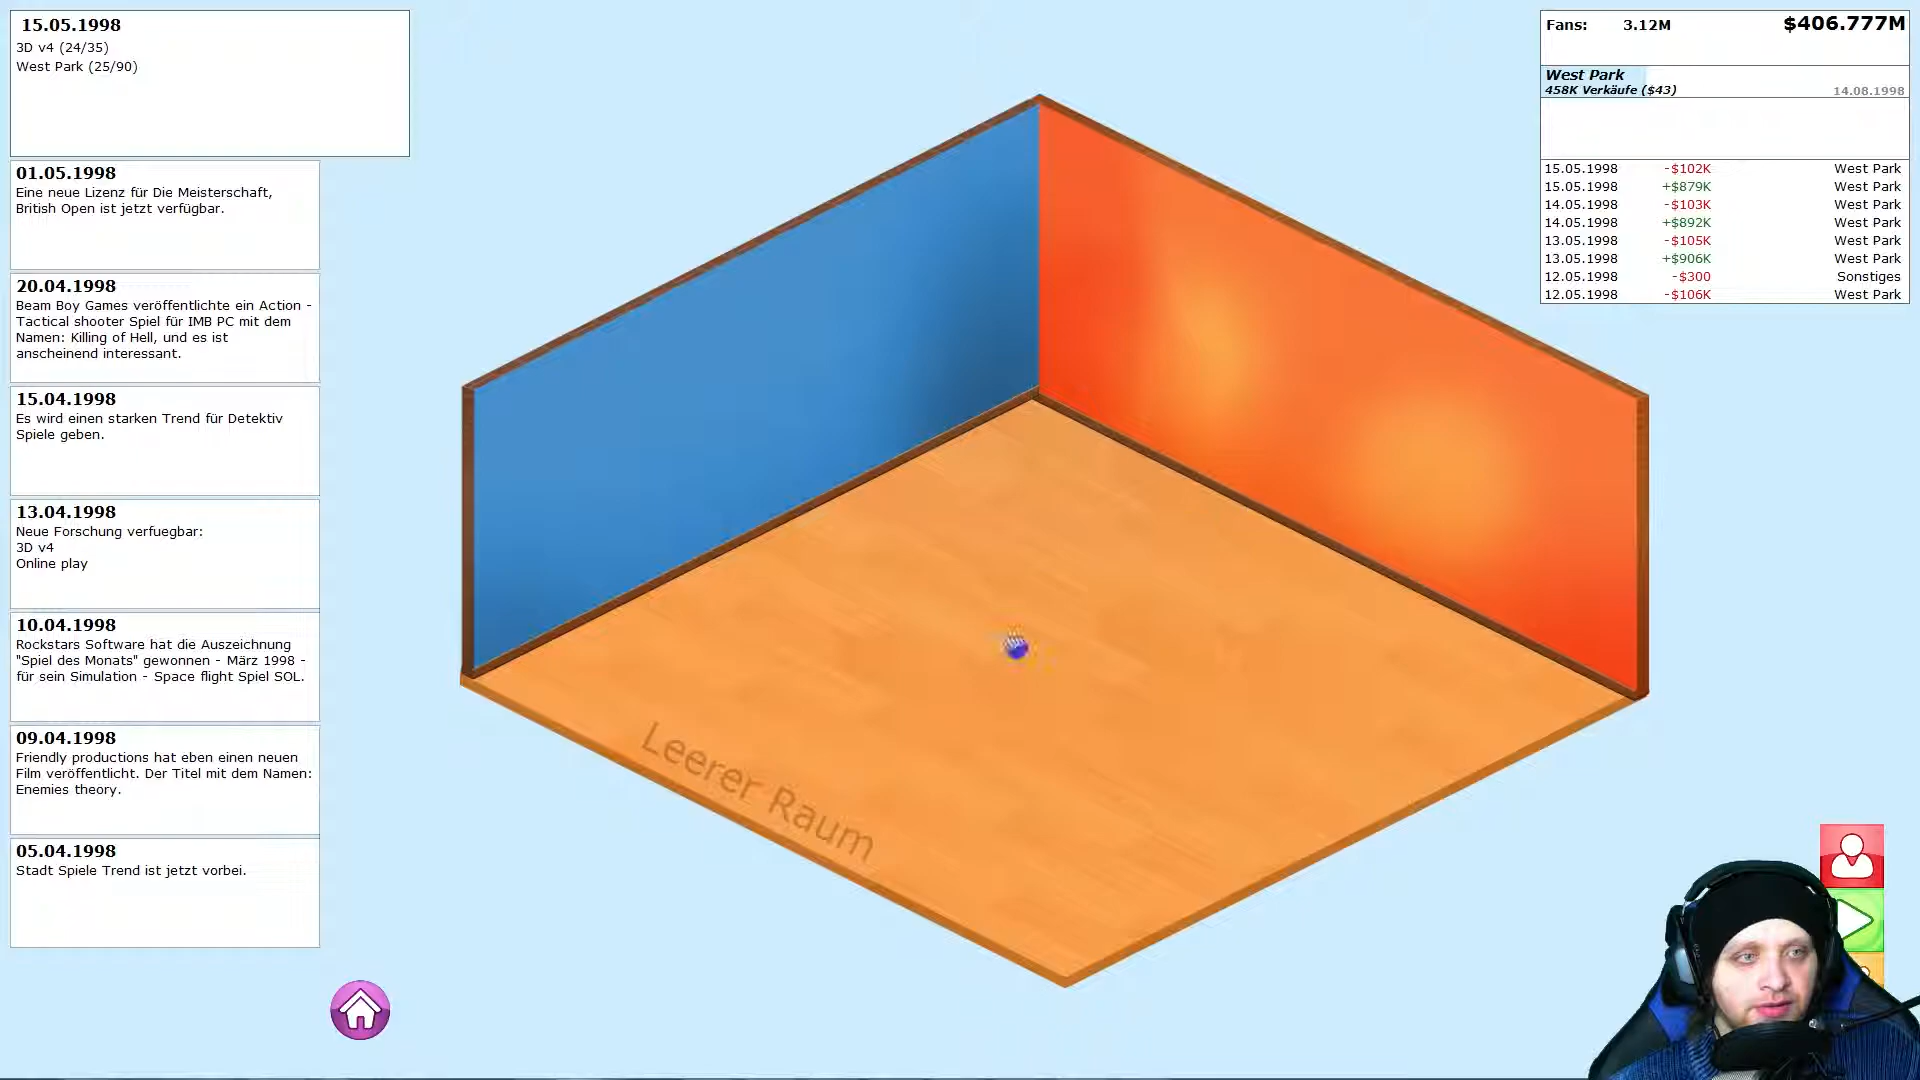 15.05.1998
3D v4 (24/35)
West Park (25/90)
01.05.1998
Eine neue Lizenz für Die Meisterschaft,
British Open ist jetzt verfügbar.
20.04.1998
Beam Boy Games veröffentlichte ein Action -
Tactical shooter Spiel für IMB PC mit dem
Namen: Killing of Hell, und es ist
anscheinend interessant.
15.04.1998
Es wird einen starken Trend für Detektiv
Spiele geben.
13.04.1998
Neue Forschung verfuegbar:
3D v4
Online play
10.04.1998
Rockstars Software hat die Auszeichnung
"Spiel des Monats" gewonnen - März 1998 -
für sein Simulation - Space flight Spiel SOL.
09.04.1998
Friendly productions hat eben einen neuen
Film veröffentlicht. Der Titel mit dem Namen:
Enemies theory.
05.04.1998
Stadt Spiele Trend ist jetzt vorbei.
Leerer Raum
Fans: 3.12M $406.777M
West Park
458K Verkäufe ($43) 14.08.1998
15.05.1998 -$102K West Park
15.05.1998 +$879K West Park
14.05.1998 -$103K West Park
14.05.1998 +$892K West Park
13.05.1998 -$105K West Park
13.05.1998 +$906K West Park
12.05.1998 -$300 Sonstiges
12.05.1998 -$106K West Park